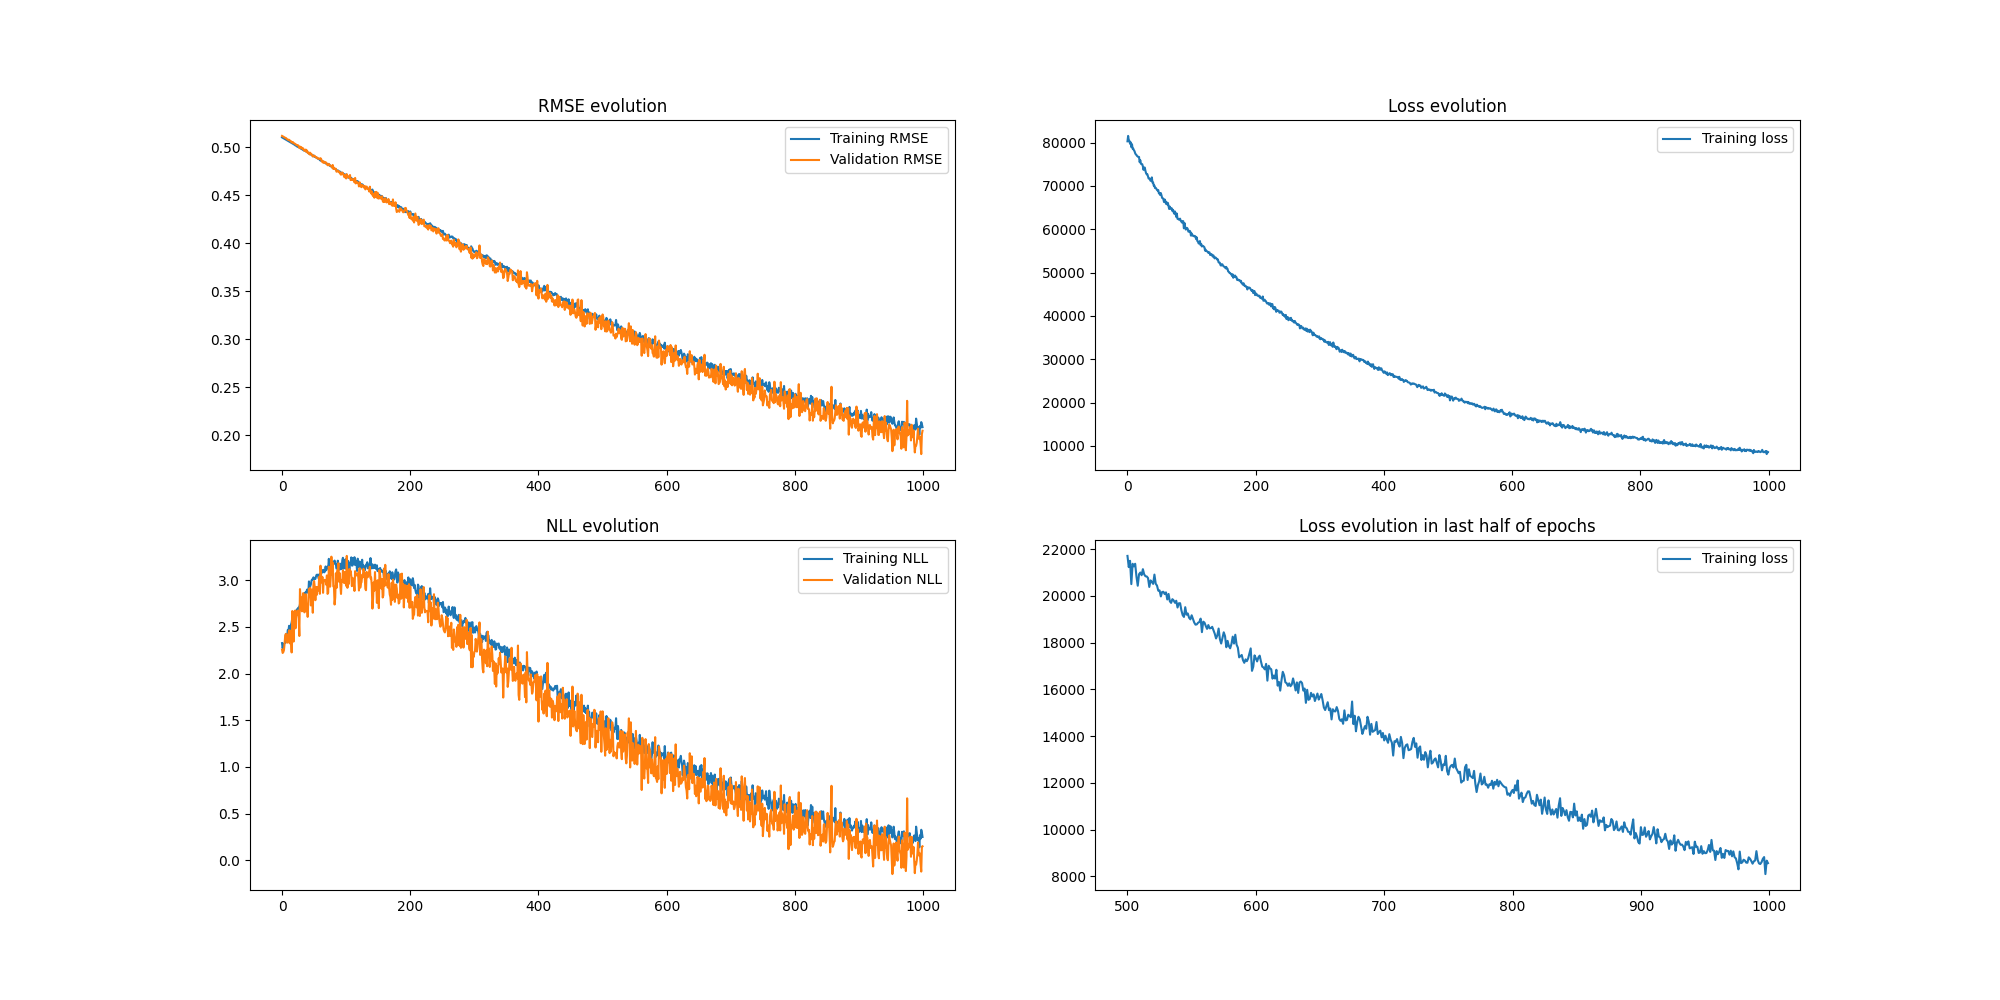 RMSE evolution
0.50
0.45
0.40
0.35
0.30
0.25
0.20
0 200 400 600 800 1000
Training RMSE
Validation RMSE
Loss evolution
80000
70000
60000
50000
40000
30000
20000
10000
0 200 400 600 800 1000
Training loss
NLL evolution
3.0
2.5
2.0
1.5
1.0
0.5
0.0
0 200 400 600 800 1000
Training NLL
Validation NLL
Loss evolution in last half of epochs
22000
20000
18000
16000
14000
12000
10000
8000
500 600 700 800 900 1000
Training loss